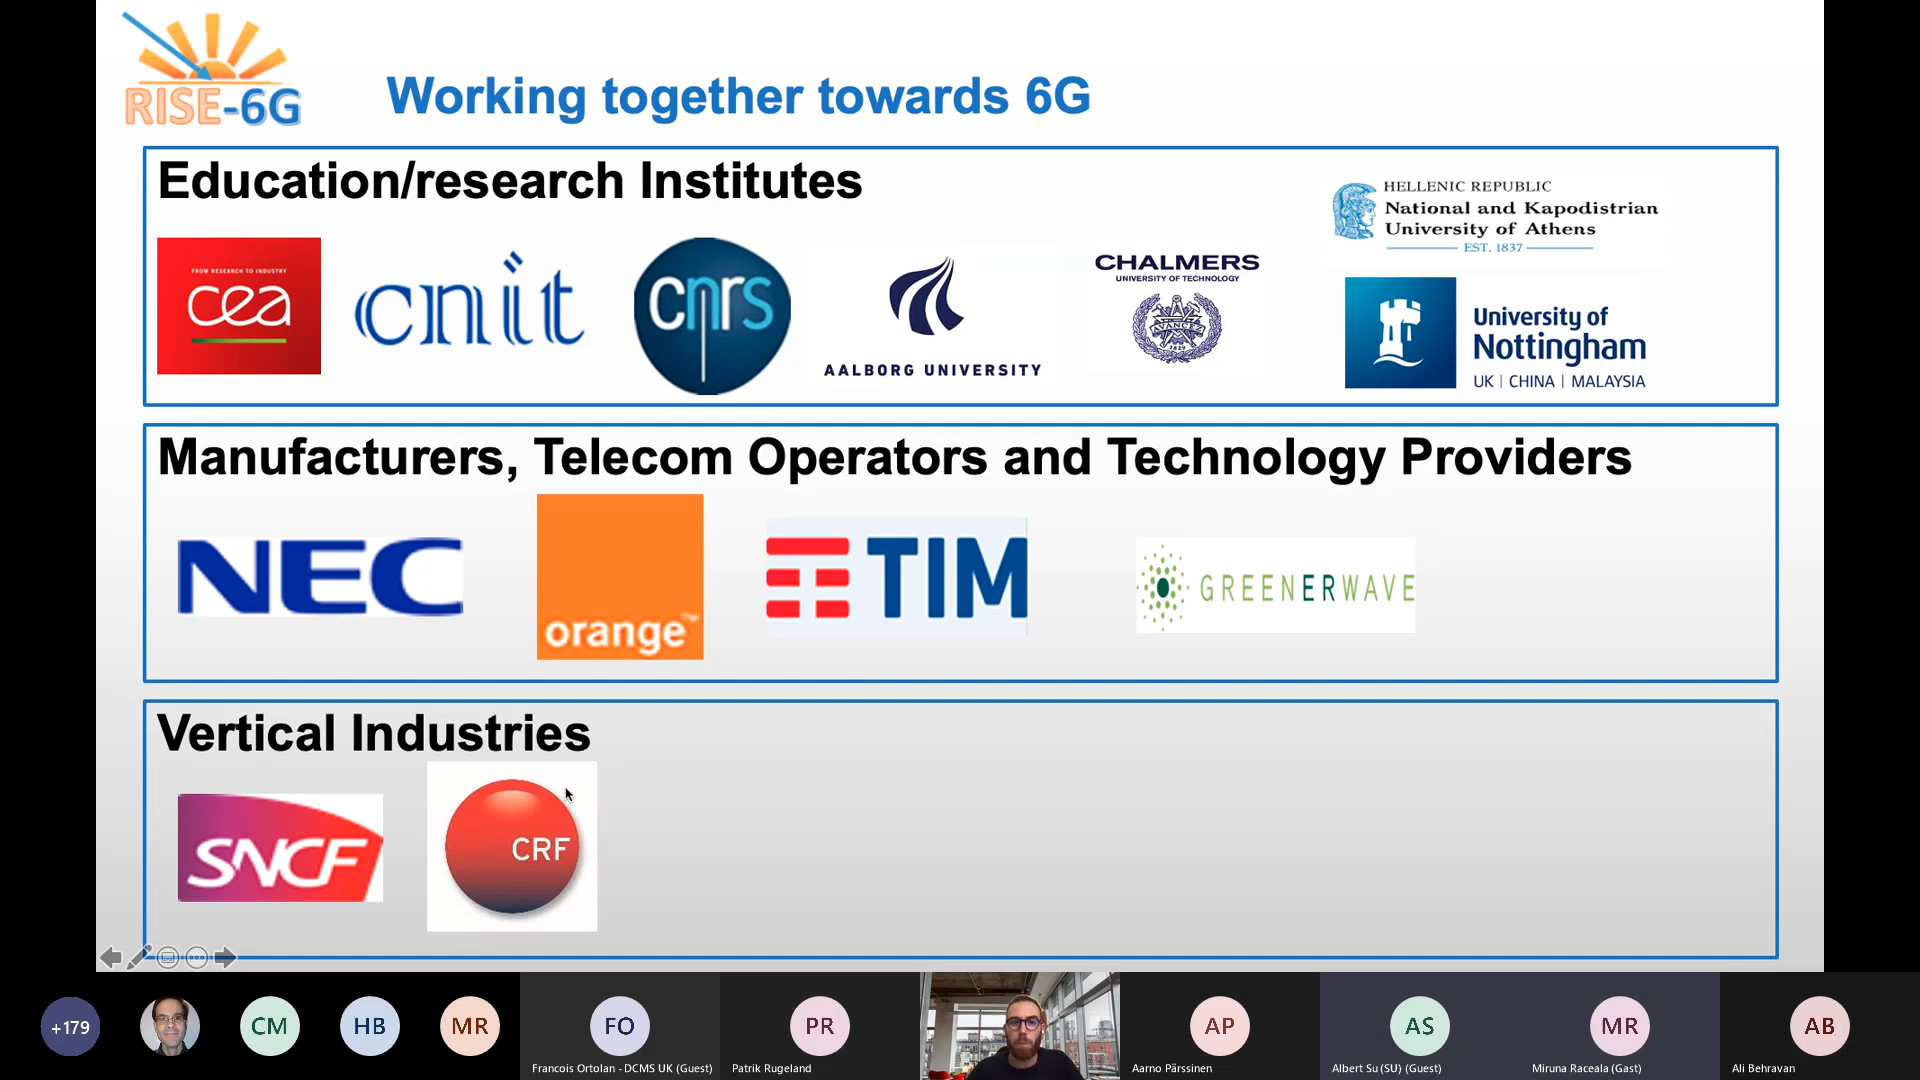 RISE-6G
Working together towards 6G
Education/research Institutes
HELLENIC REPUBLIC
National and Kapodistrian
University of Athens
EST. 1837
FROM RESEARCH TO INDUSTRY
cea
cnit
cnrs
AALBORG UNIVERSITY
CHALMERS
UNIVERSITY OF TECHNOLOGY
AVANCEZ
1829
University of
Nottingham
UK | CHINA | MALAYSIA
Manufacturers, Telecom Operators and Technology Providers
NEC
orange™
TIM
GREENERWAVE
Vertical Industries
SNCF
CRF
+179
CM
HB
MR
FO
PR
AP
AS
MR
AB
Francois Ortolan - DCMS UK (Guest)
Patrik Rugeland
Aarno Pärssinen
Albert Su (SU) (Guest)
Miruna Raceala (Gast)
Ali Behravan